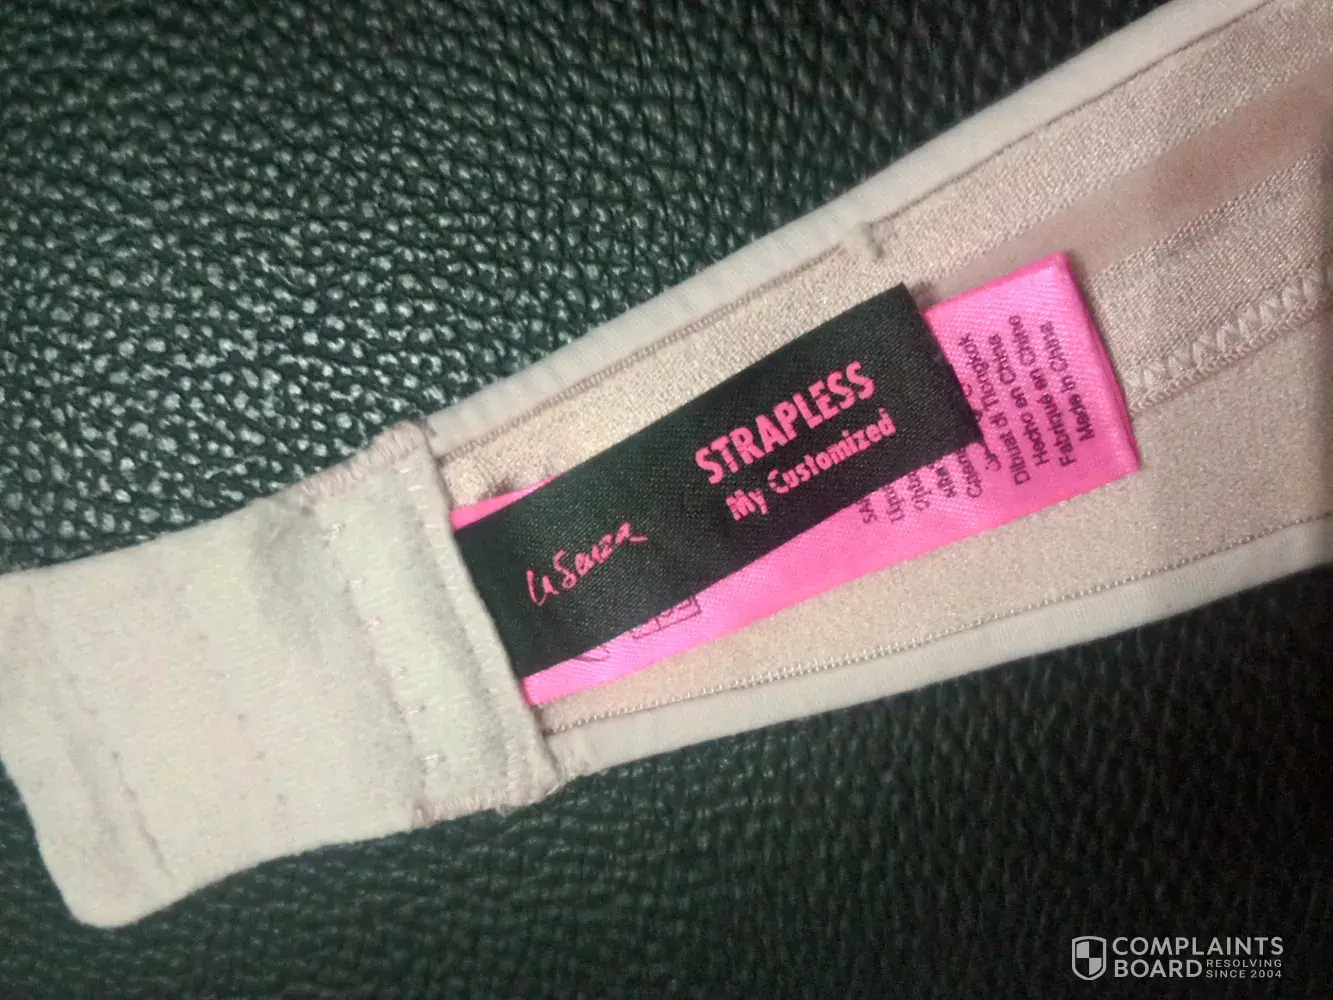 La Senza
STRAPLESS
My Customized
SA
Dibuat di Tiongkok
Hecho en China
Fabriqué en Chine
Made in China
COMPLAINTS
BOARD RESOLVING
SINCE 2004